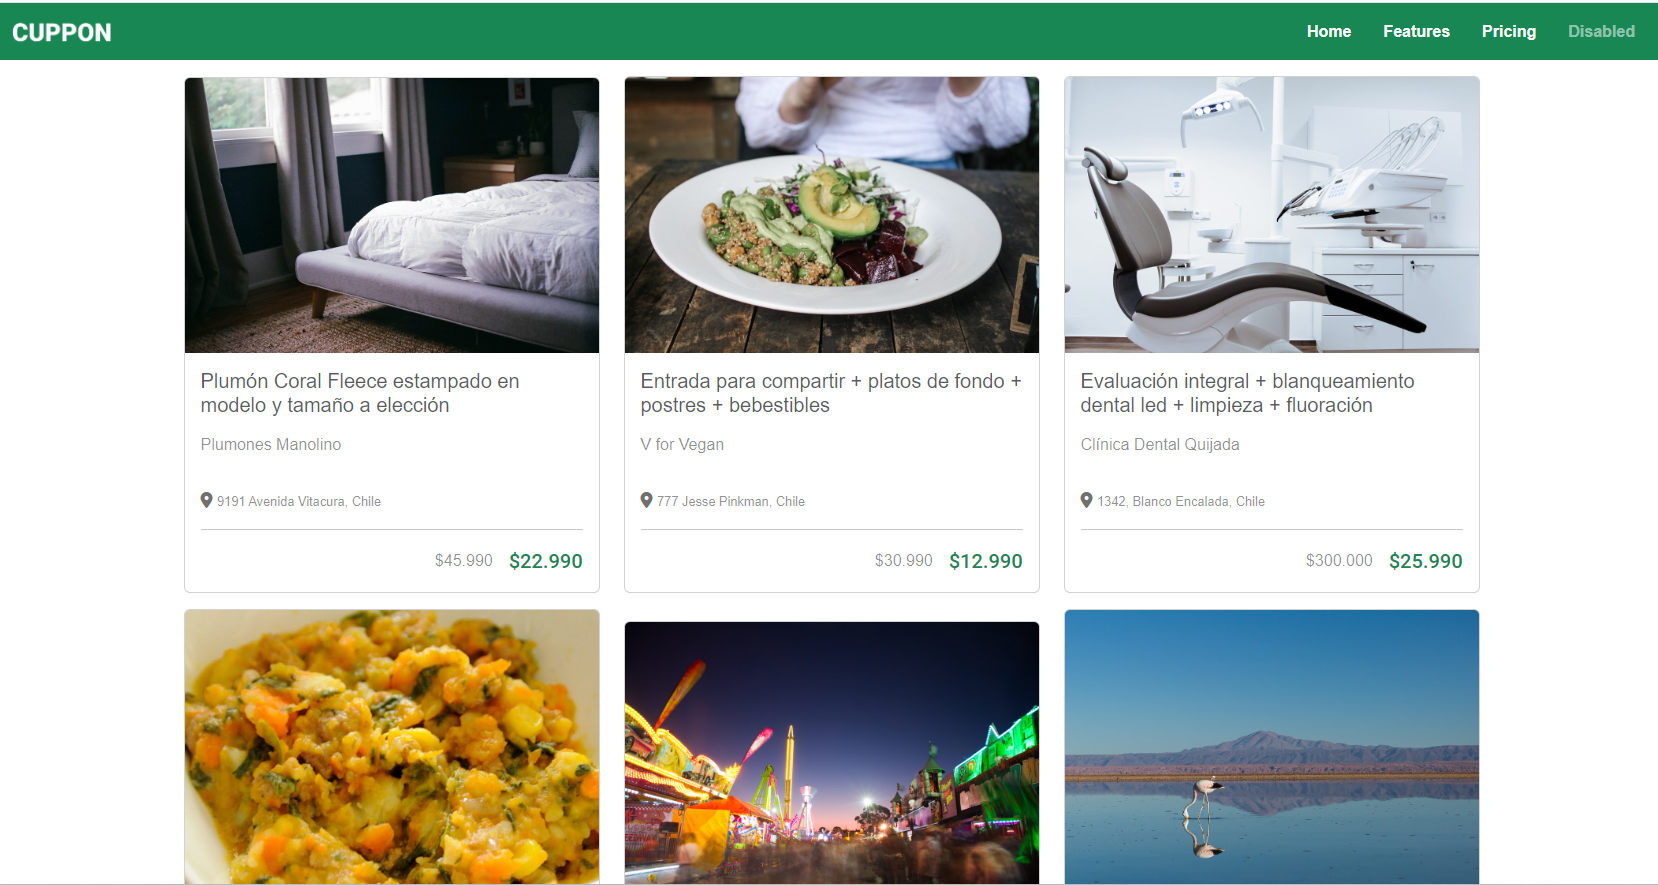 CUPPON
Home Features Pricing Disabled
Plumón Coral Fleece estampado en
modelo y tamaño a elección
Plumones Manolino
9191 Avenida Vitacura, Chile
$45.990 $22.990
Entrada para compartir + platos de fondo +
postres + bebestibles
V for Vegan
777 Jesse Pinkman, Chile
$30.990 $12.990
Evaluación integral + blanqueamiento
dental led + limpieza + fluoración
Clínica Dental Quijada
1342, Blanco Encalada, Chile
$300.000 $25.990